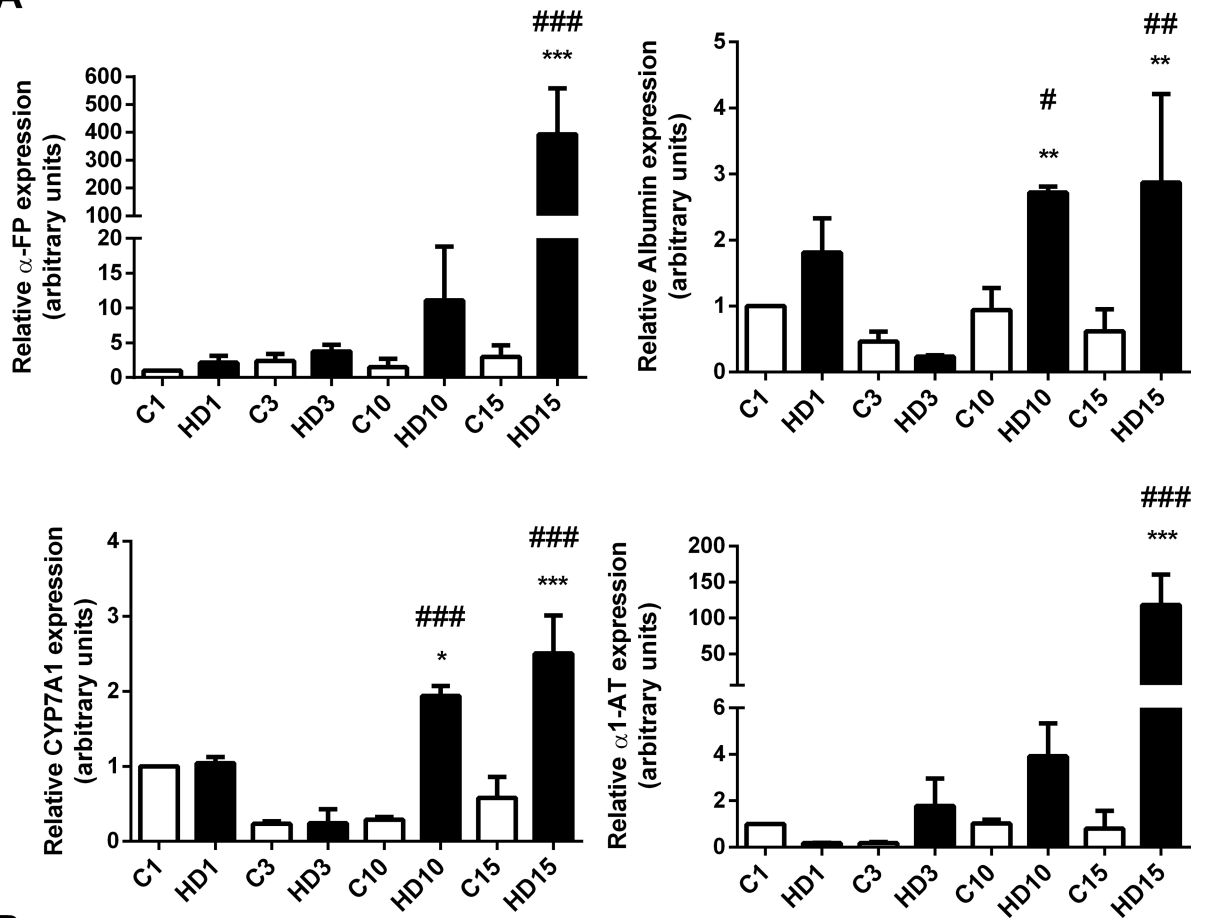 A
###
***
Relative α-FP expression
(arbitrary units)
600
500
400
300
200
100
20
15
10
5
0
C1
HD1
C3
HD3
C10
HD10
C15
HD15
##
**
#
**
Relative Albumin expression
(arbitrary units)
5
4
3
2
1
0
C1
HD1
C3
HD3
C10
HD10
C15
HD15
###
***
###
*
Relative CYP7A1 expression
(arbitrary units)
4
3
2
1
0
C1
HD1
C3
HD3
C10
HD10
C15
HD15
###
***
Relative α1-AT expression
(arbitrary units)
200
150
100
50
6
4
2
0
C1
HD1
C3
HD3
C10
HD10
C15
HD15